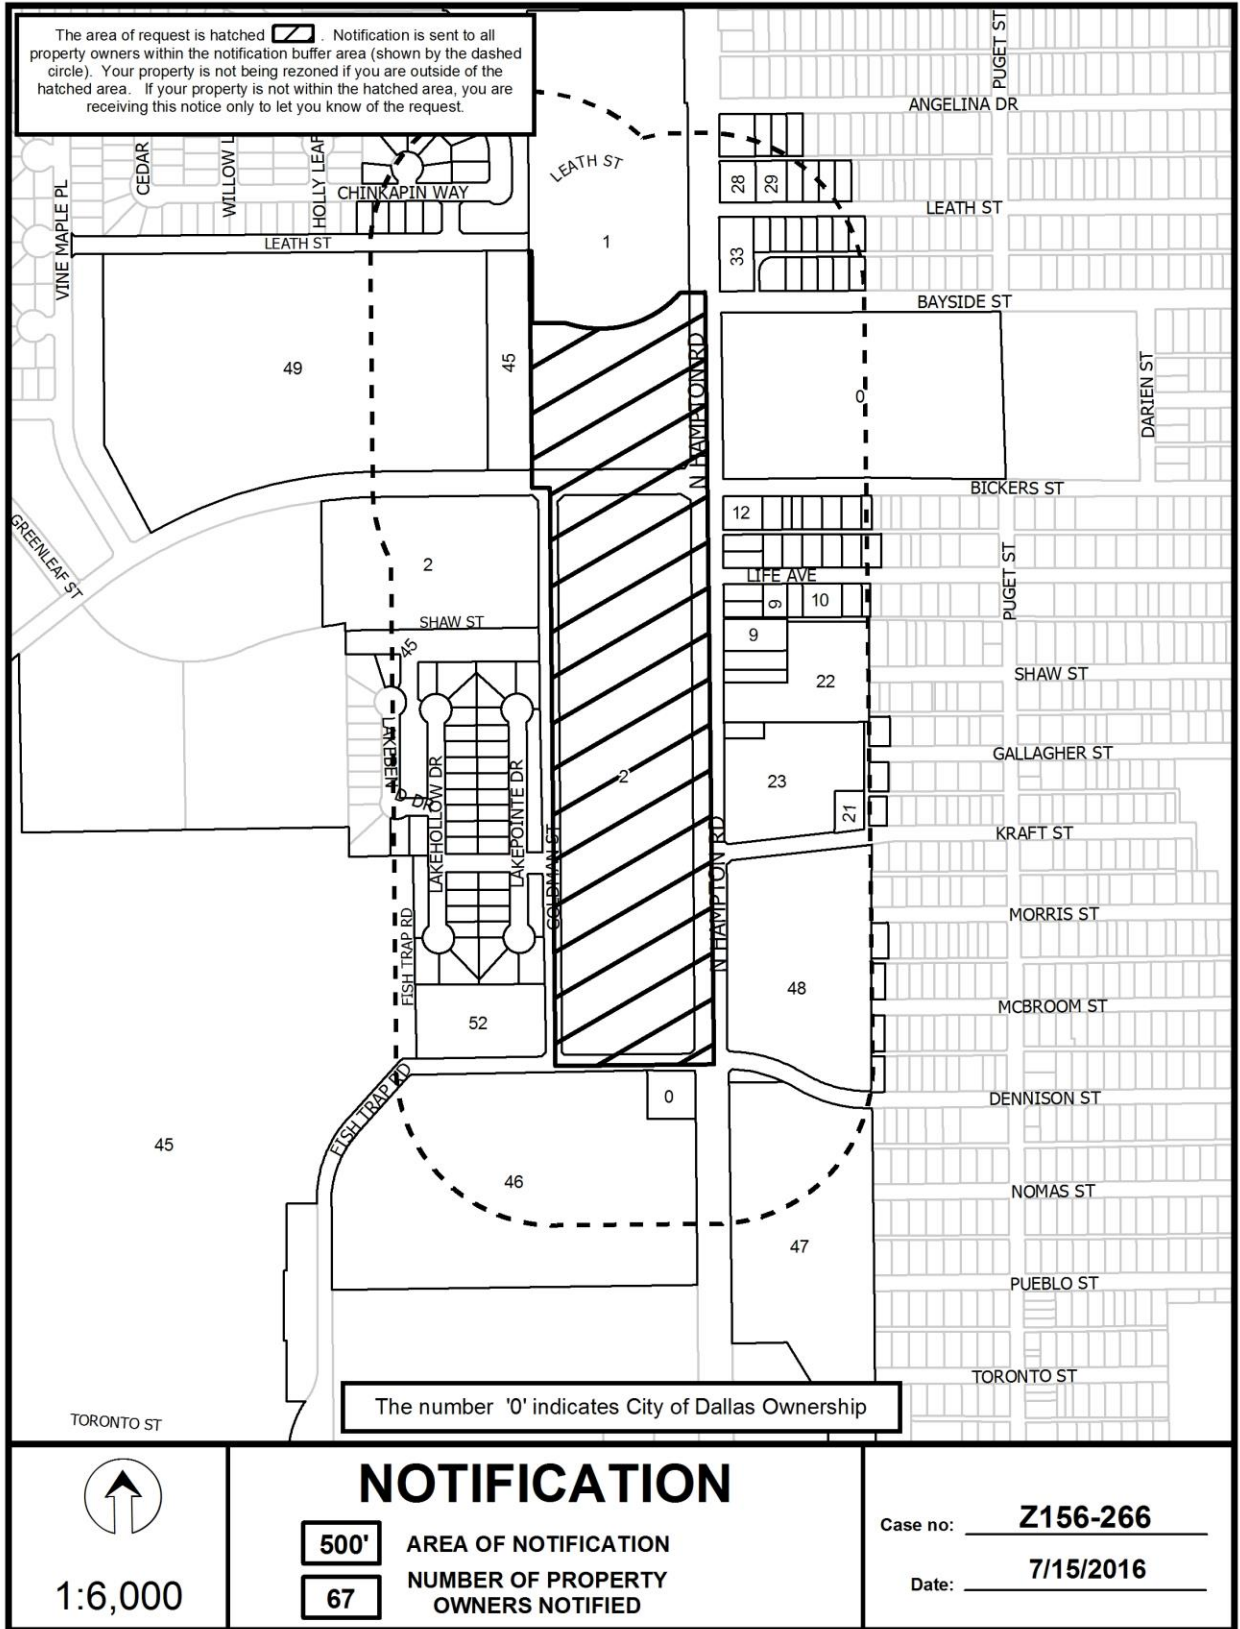 The area of request is hatched . Notification is sent to all
property owners within the notification buffer area (shown by the dashed
circle). Your property is not being rezoned if you are outside of the
hatched area. If your property is not within the hatched area, you are
receiving this notice only to let you know of the request.
PUGET ST
ANGELINA DR
LEATH ST
CEDAR
WILLOW L
HOLLY LEAF
CHINKAPIN WAY
28
29
LEATH ST
VINE MAPLE PL
LEATH ST
1
33
BAYSIDE ST
49
45
N HAMPTON RD
0
DARIEN ST
BICKERS ST
12
GREENLEAF ST
2
LIFE AVE
PUGET ST
9
10
SHAW ST
45
9
22
SHAW ST
LAKEBEND DR
LAKEHOLLOW DR
LAKEPOINTE DR
GOLDMAN ST
2
GALLAGHER ST
23
21
KRAFT ST
N HAMPTON RD
FISH TRAP RD
MORRIS ST
48
MCBROOM ST
52
FISH TRAP RD
0
DENNISON ST
45
46
NOMAS ST
47
PUEBLO ST
TORONTO ST
The number '0' indicates City of Dallas Ownership
TORONTO ST
1:6,000
NOTIFICATION
500' AREA OF NOTIFICATION
67 NUMBER OF PROPERTY
OWNERS NOTIFIED
Case no: Z156-266
Date: 7/15/2016